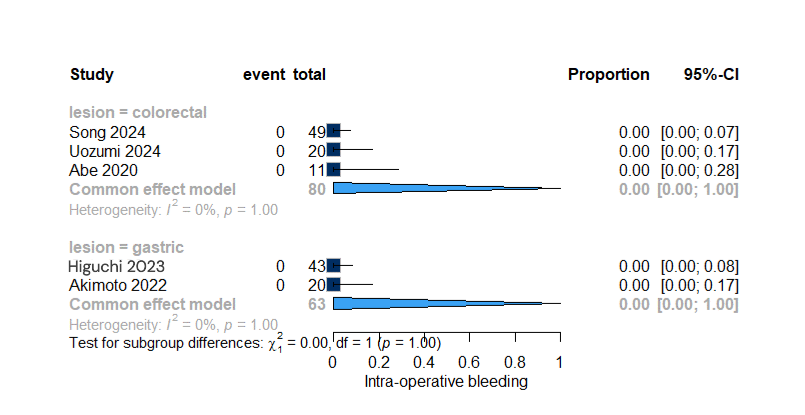 Study event total Proportion 95%-CI
lesion = colorectal
Song 2024 0 49 0.00 [0.00; 0.07]
Uozumi 2024 0 20 0.00 [0.00; 0.17]
Abe 2020 0 11 0.00 [0.00; 0.28]
Common effect model 80 0.00 [0.00; 1.00]
Heterogeneity: I² = 0%, p = 1.00
lesion = gastric
Higuchi 2023 0 43 0.00 [0.00; 0.08]
Akimoto 2022 0 20 0.00 [0.00; 0.17]
Common effect model 63 0.00 [0.00; 1.00]
Heterogeneity: I² = 0%, p = 1.00
Test for subgroup differences: χ²₁ = 0.00, df = 1 (p = 1.00)
0 0.2 0.4 0.6 0.8 1
Intra-operative bleeding